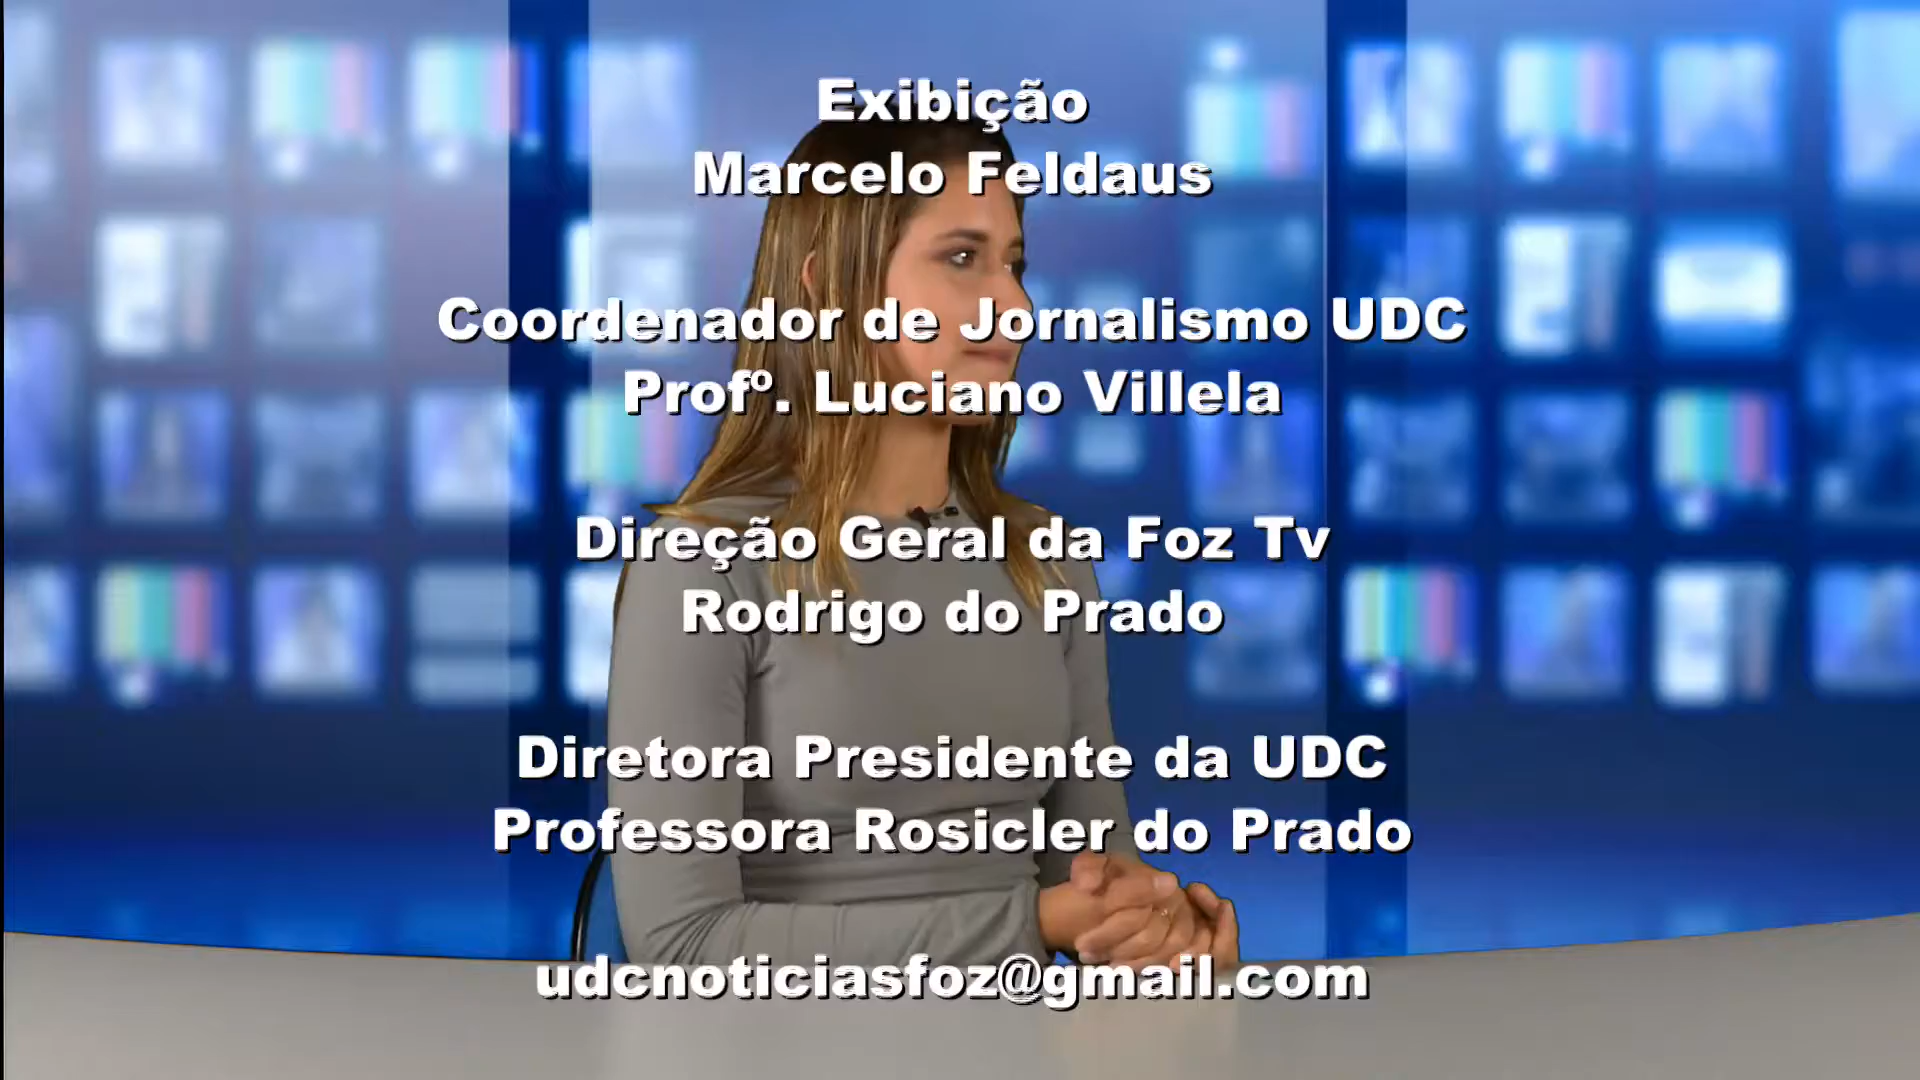 Exibição
Marcelo Feldaus
Coordenador de Jornalismo UDC
Profº. Luciano Villela
Direção Geral da Foz Tv
Rodrigo do Prado
Diretora Presidente da UDC
Professora Rosicler do Prado
udcnoticiasfoz@gmail.com